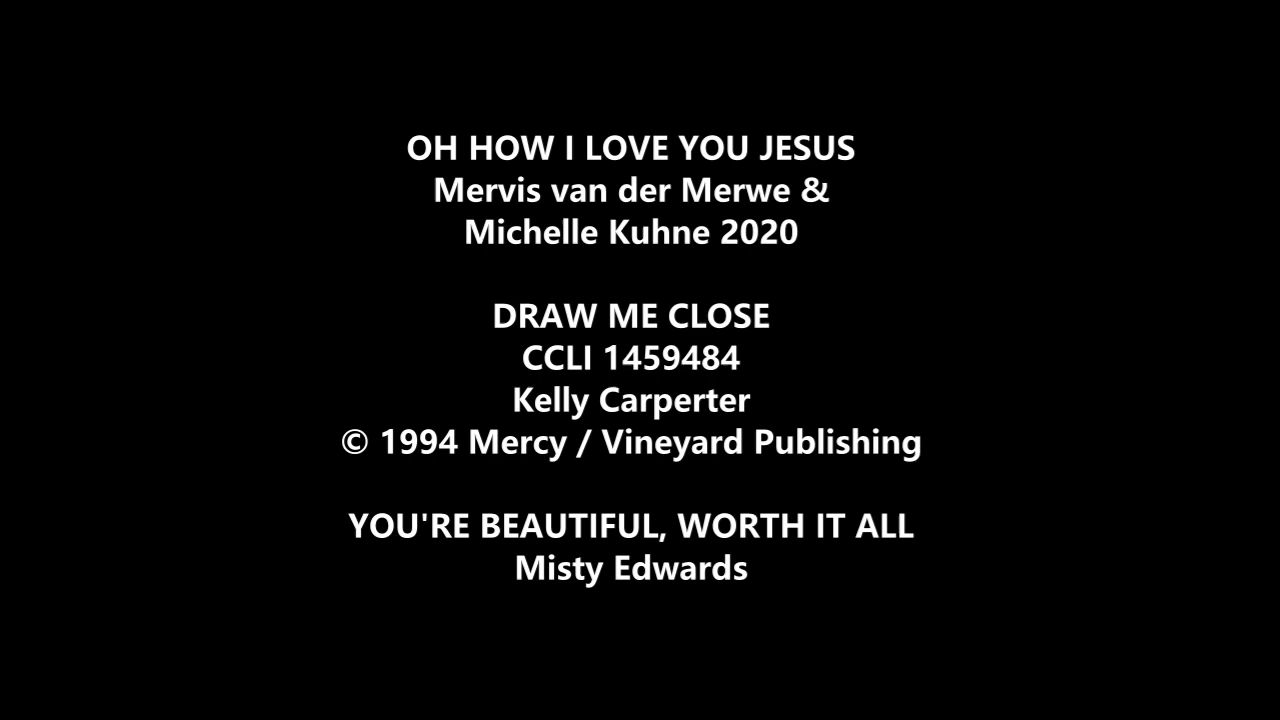 OH HOW I LOVE YOU JESUS
Mervis van der Merwe &
Michelle Kuhne 2020
DRAW ME CLOSE
CCLI 1459484
Kelly Carperter
© 1994 Mercy / Vineyard Publishing
YOU'RE BEAUTIFUL, WORTH IT ALL
Misty Edwards